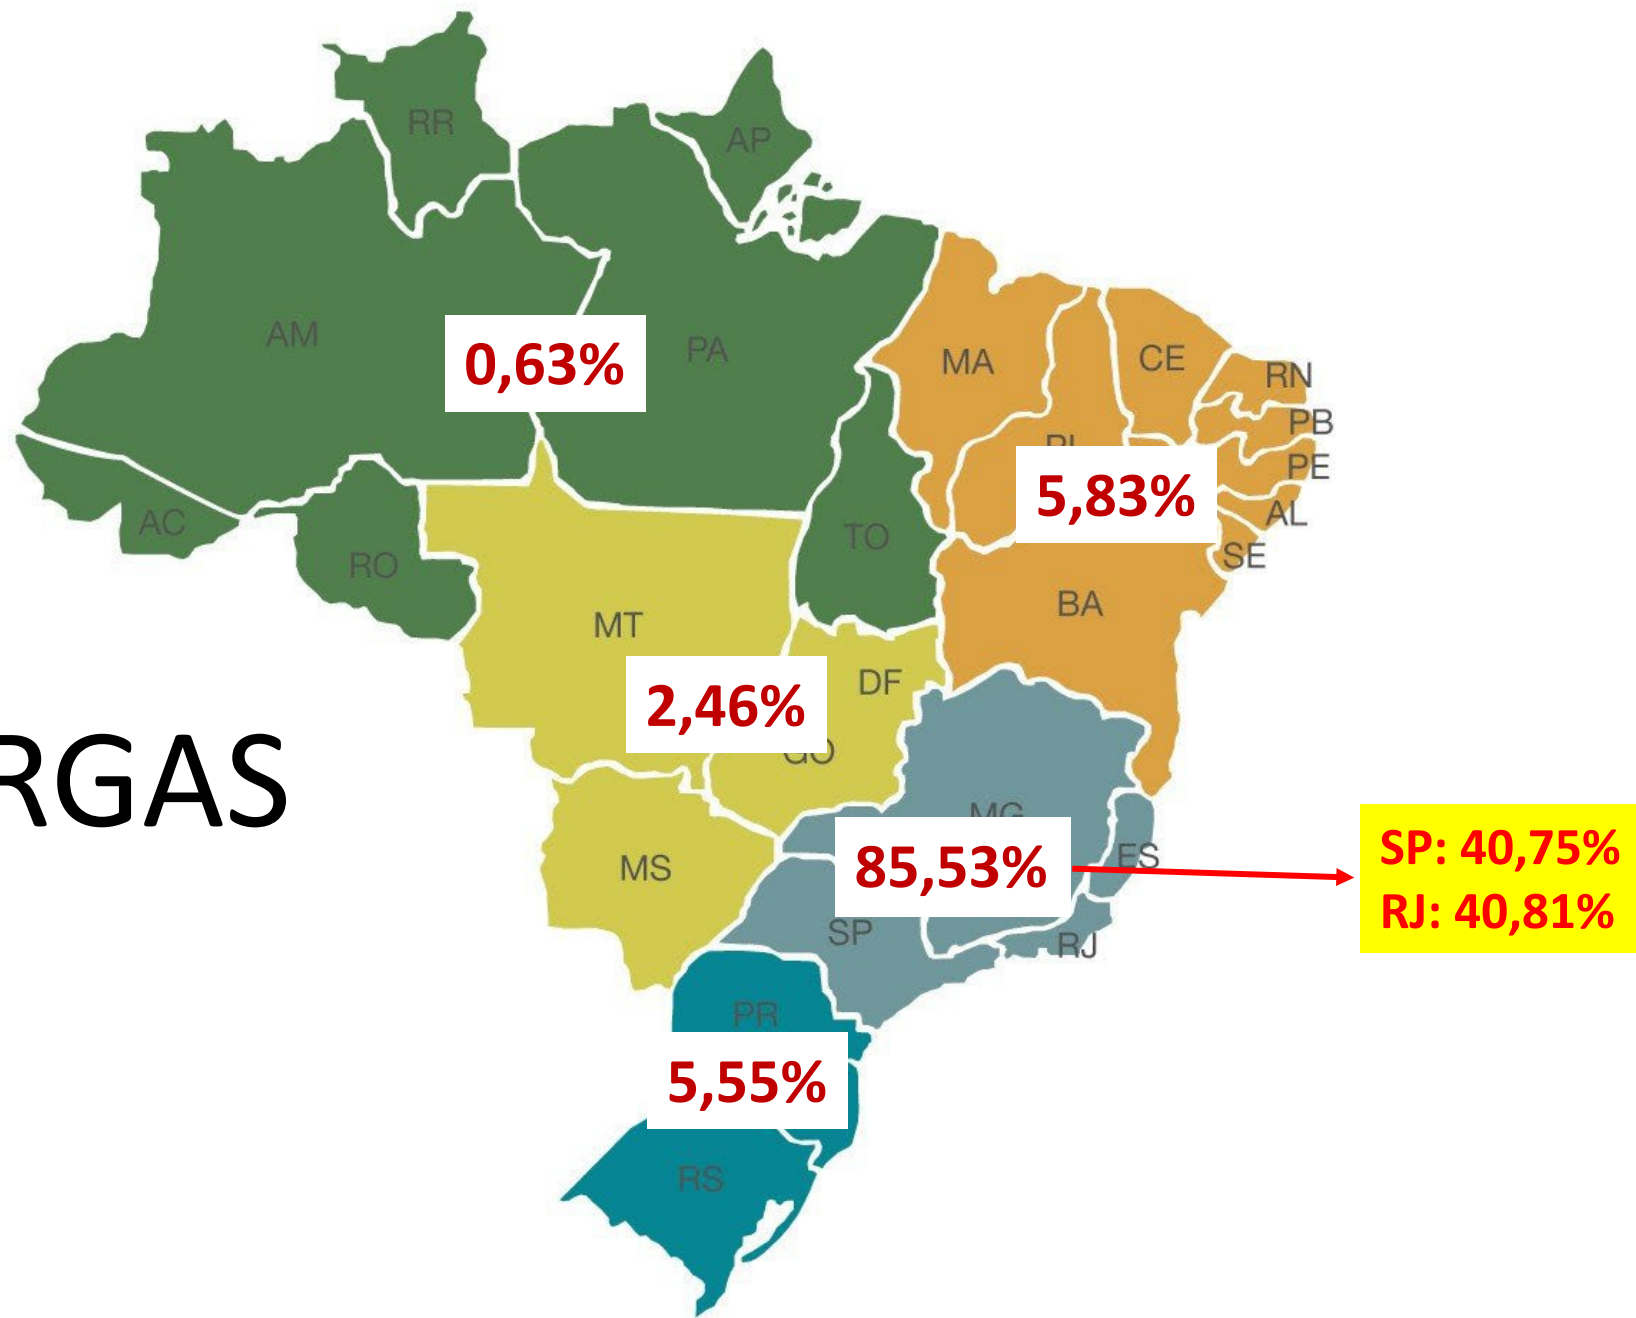 RR
AP
AM
PA
0,63%
MA
CE
RN
PB
PE
AL
SE
5,83%
AC
RO
TO
BA
MT
DF
2,46%
GO
RGAS
MG
ES
MS
85,53%
SP: 40,75%
RJ: 40,81%
SP
RJ
PR
5,55%
RS